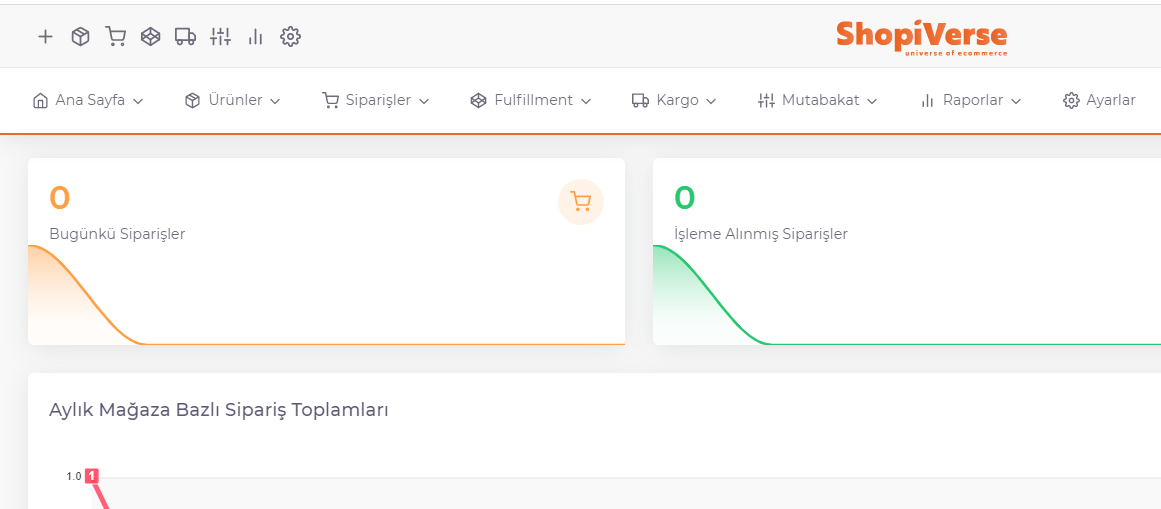 ShopiVerse
universe of ecommerce
Ana Sayfa Ürünler Siparişler Fulfillment Kargo Mutabakat Raporlar Ayarlar
0
Bugünkü Siparişler
0
İşleme Alınmış Siparişler
Aylık Mağaza Bazlı Sipariş Toplamları
1.0 1